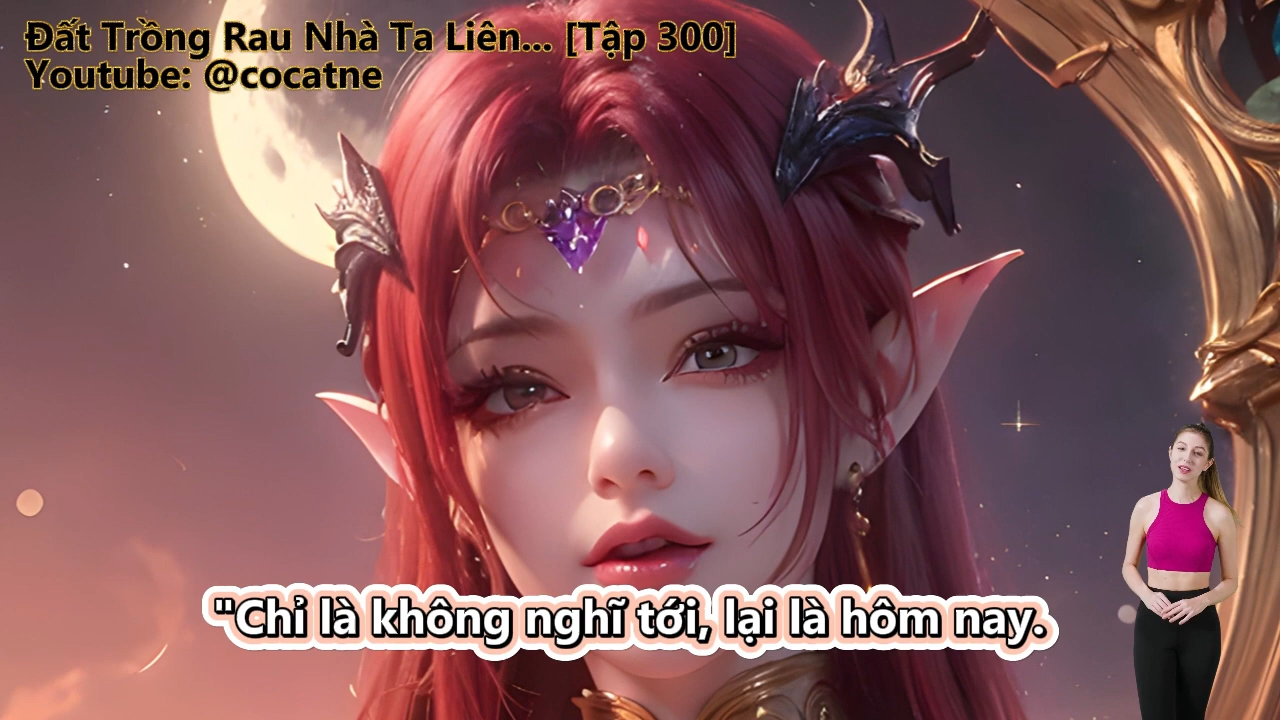 Đất Trồng Rau Nhà Ta Liên... [Tập 300]
Youtube: @cocatne
"Chỉ là không nghĩ tới, lại là hôm nay.